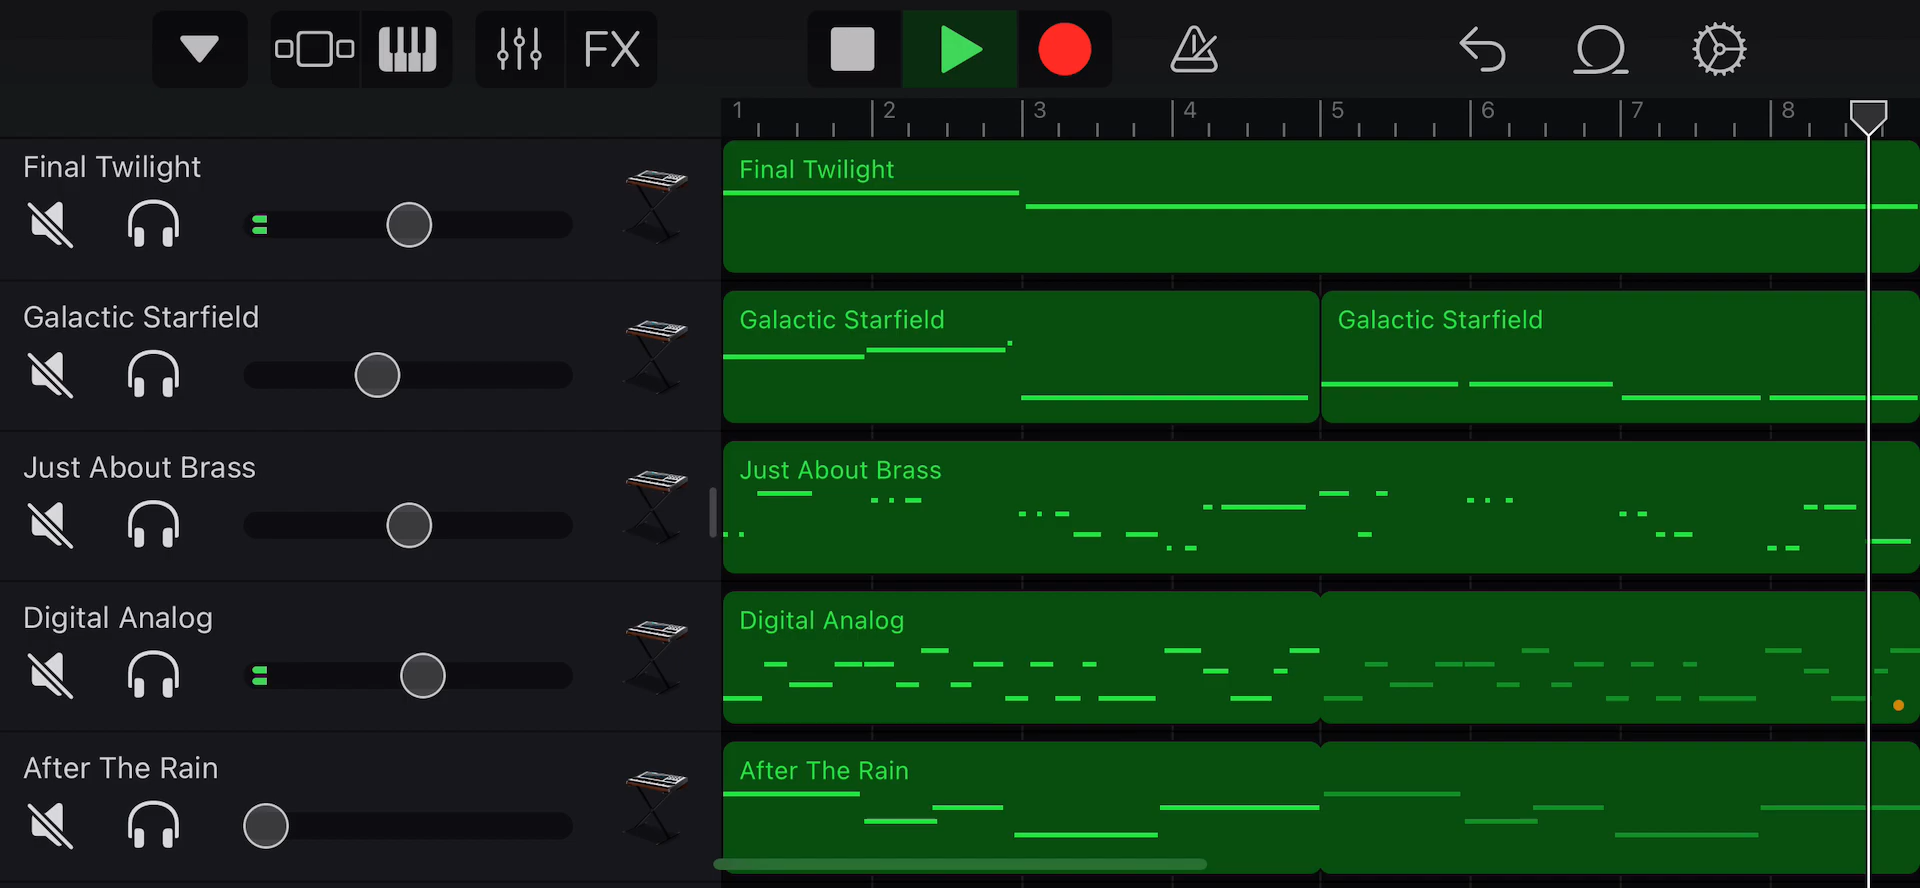 FX
1 2 3 4 5 6 7 8
Final Twilight
Final Twilight
Galactic Starfield
Galactic Starfield
Galactic Starfield
Just About Brass
Just About Brass
Digital Analog
Digital Analog
After The Rain
After The Rain